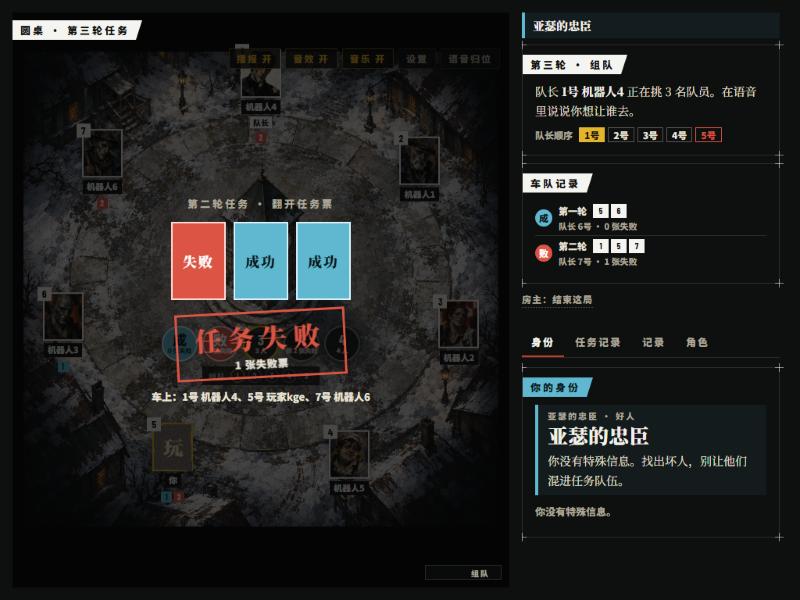 圆桌 · 第三轮任务
播报 开
音效 开
音乐 开
设置
语音归位
机器人4
队长
2
7
机器人6
2
2
机器人1
第二轮任务 · 翻开任务票
失败
成功
成功
6
机器人3
1
3
机器人2
任务失败
1 张失败票
车上：1号 机器人4、5号 玩家kge、7号 机器人6
5
玩
你
1 2
4
机器人5
组队
亚瑟的忠臣
第三轮 · 组队
队长 1号 机器人4 正在挑 3 名队员。在语音
里说说你想让谁去。
队长顺序 1号 2号 3号 4号 5号
车队记录
成 第一轮 5 6
队长 6号 · 0 张失败
败 第二轮 1 5 7
队长 7号 · 1 张失败
房主：结束这局
身份 任务记录 记录 角色
你的身份
亚瑟的忠臣 · 好人
亚瑟的忠臣
你没有特殊信息。找出坏人，别让他们
混进任务队伍。
你没有特殊信息。